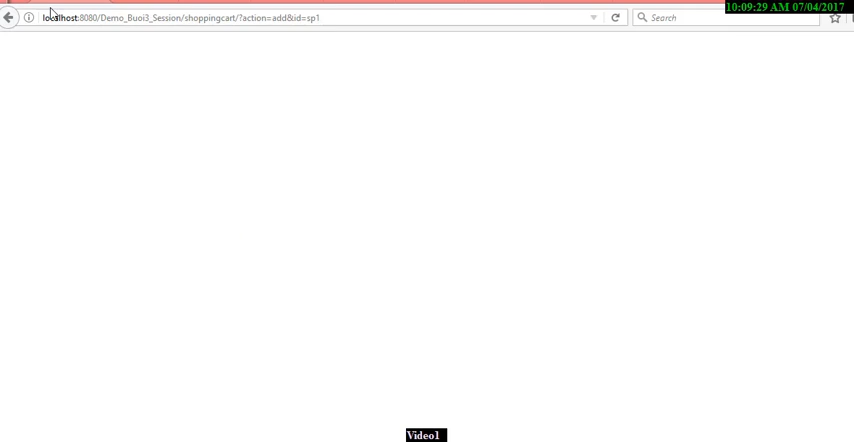 10:09:29 AM 07/04/2017
localhost:8080/Demo_Buoi3_Session/shoppingcart/?action=add&id=sp1
Search
Video1